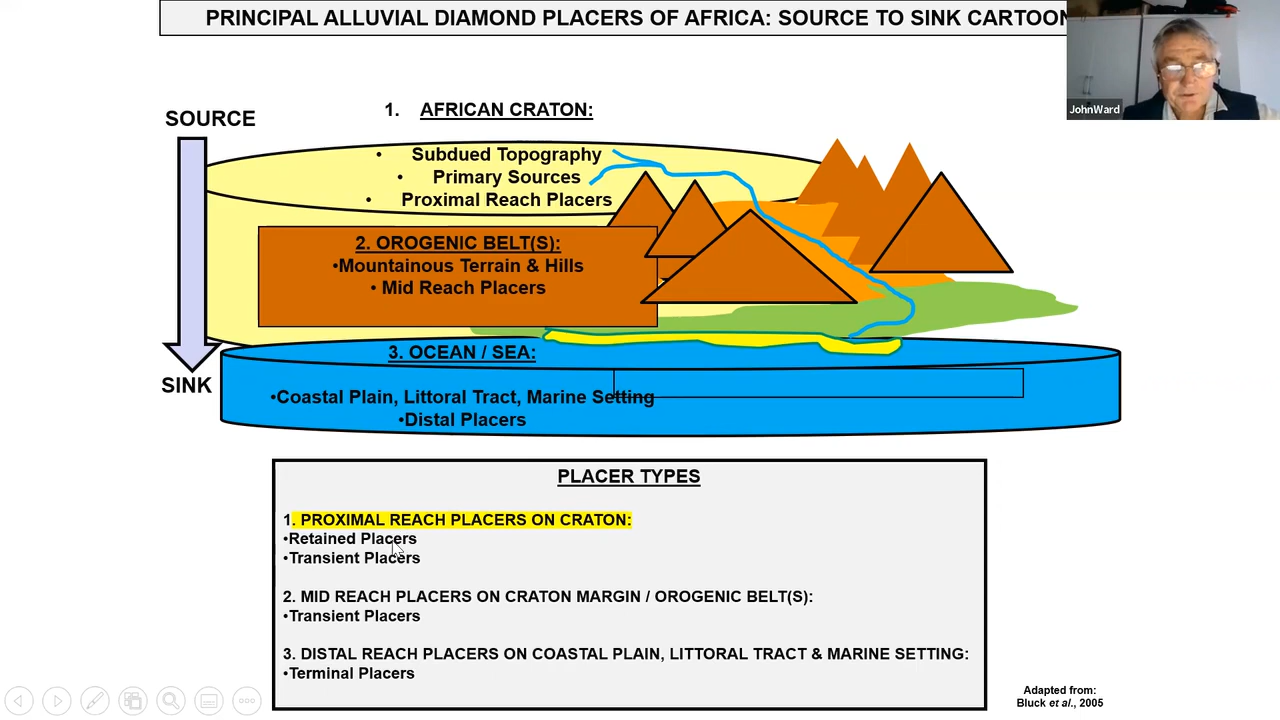 PRINCIPAL ALLUVIAL DIAMOND PLACERS OF AFRICA: SOURCE TO SINK CARTOON
JohnWard
SOURCE
1. AFRICAN CRATON:
• Subdued Topography
• Primary Sources
• Proximal Reach Placers
2. OROGENIC BELT(S):
•Mountainous Terrain & Hills
• Mid Reach Placers
3. OCEAN / SEA:
SINK
•Coastal Plain, Littoral Tract, Marine Setting
•Distal Placers
PLACER TYPES
1. PROXIMAL REACH PLACERS ON CRATON:
•Retained Placers
•Transient Placers
2. MID REACH PLACERS ON CRATON MARGIN / OROGENIC BELT(S):
•Transient Placers
3. DISTAL REACH PLACERS ON COASTAL PLAIN, LITTORAL TRACT & MARINE SETTING:
•Terminal Placers
Adapted from:
Bluck et al., 2005